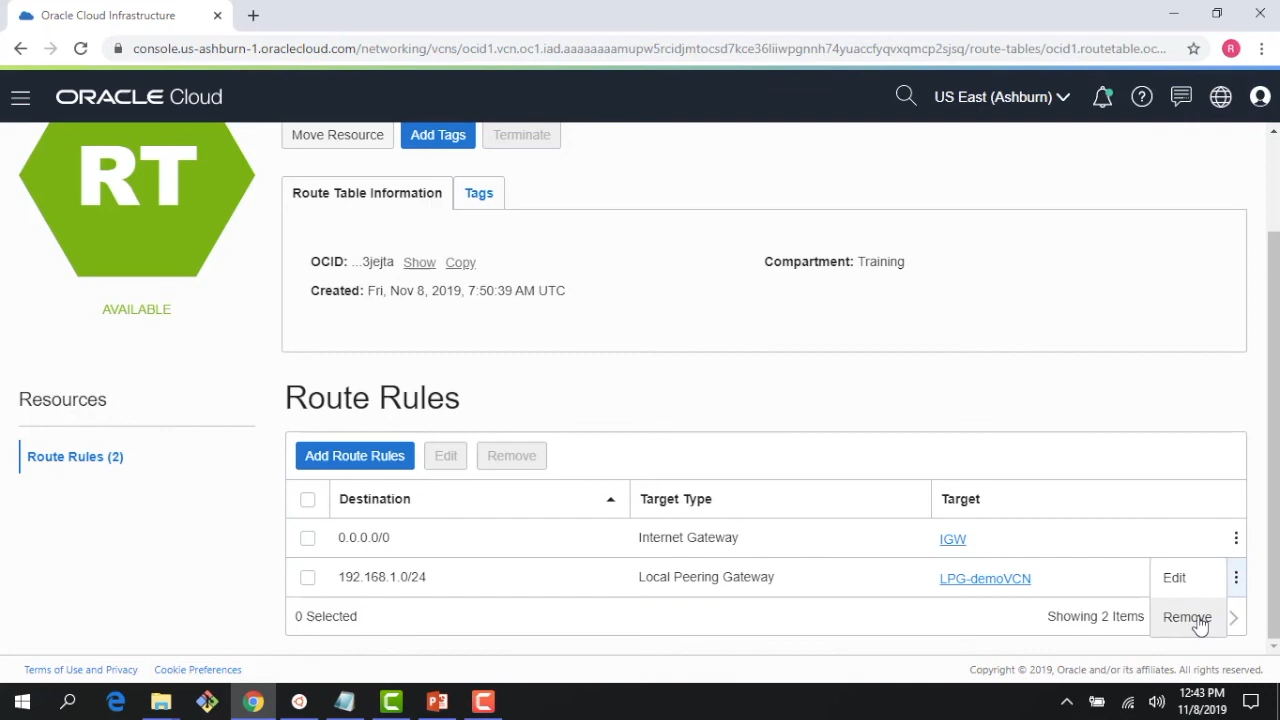 Oracle Cloud Infrastructure
console.us-ashburn-1.oraclecloud.com/networking/vcns/ocid1.vcn.oc1.iad.aaaaaaaamupw5rcidjmtocsd7kce36liiwpgnnh74yuaccfyqvxqmcp2sjsq/route-tables/ocid1.routetable.oc...
R
ORACLE Cloud
US East (Ashburn)
RT
Move Resource
Add Tags
Terminate
Route Table Information
Tags
OCID: ...3jejta Show Copy
Compartment: Training
Created: Fri, Nov 8, 2019, 7:50:39 AM UTC
AVAILABLE
Resources
Route Rules (2)
Route Rules
Add Route Rules
Edit
Remove
Destination Target Type Target
0.0.0.0/0 Internet Gateway IGW
192.168.1.0/24 Local Peering Gateway LPG-demoVCN
Edit
Remove
0 Selected
Showing 2 Items
Terms of Use and Privacy Cookie Preferences
Copyright © 2019, Oracle and/or its affiliates. All rights reserved.
12:43 PM
11/8/2019